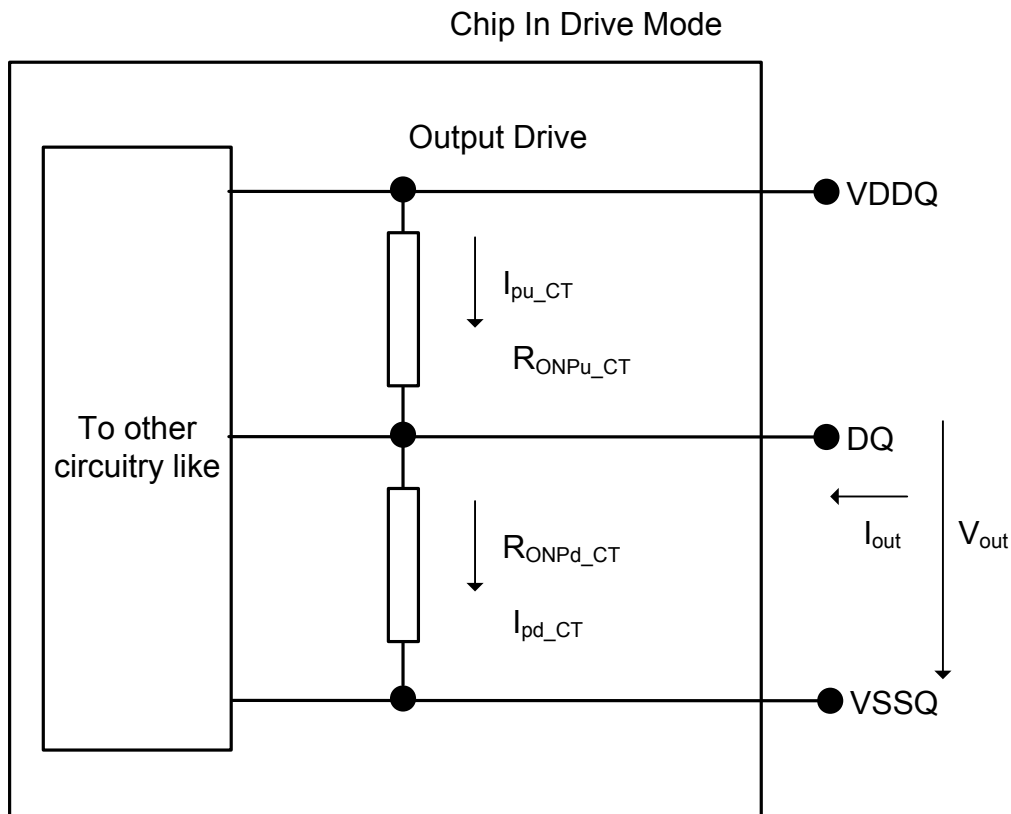 Chip In Drive Mode
Output Drive
VDDQ
Ipu_CT
RONPu_CT
To other
circuitry like
DQ
RONPd_CT
Iout
Vout
Ipd_CT
VSSQ